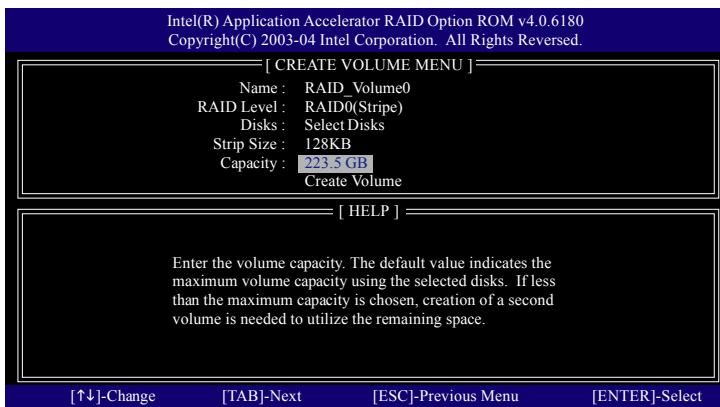 Intel(R) Application Accelerator RAID Option ROM v4.0.6180
Copyright(C) 2003-04 Intel Corporation. All Rights Reversed.
[ CREATE VOLUME MENU ]
Name : RAID_Volume0
RAID Level : RAID0(Stripe)
Disks : Select Disks
Strip Size : 128KB
Capacity : 223.5 GB
Create Volume
[ HELP ]
Enter the volume capacity. The default value indicates the
maximum volume capacity using the selected disks. If less
than the maximum capacity is chosen, creation of a second
volume is needed to utilize the remaining space.
[↑↓]-Change [TAB]-Next [ESC]-Previous Menu [ENTER]-Select